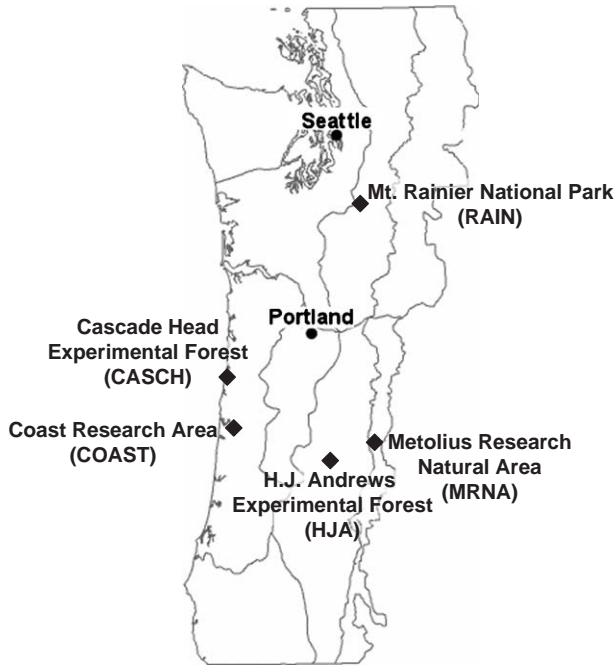 Seattle
Mt. Rainier National Park
(RAIN)
Portland
Cascade Head
Experimental Forest
(CASCH)
Coast Research Area
(COAST)
Metolius Research
Natural Area
(MRNA)
H.J. Andrews
Experimental Forest
(HJA)